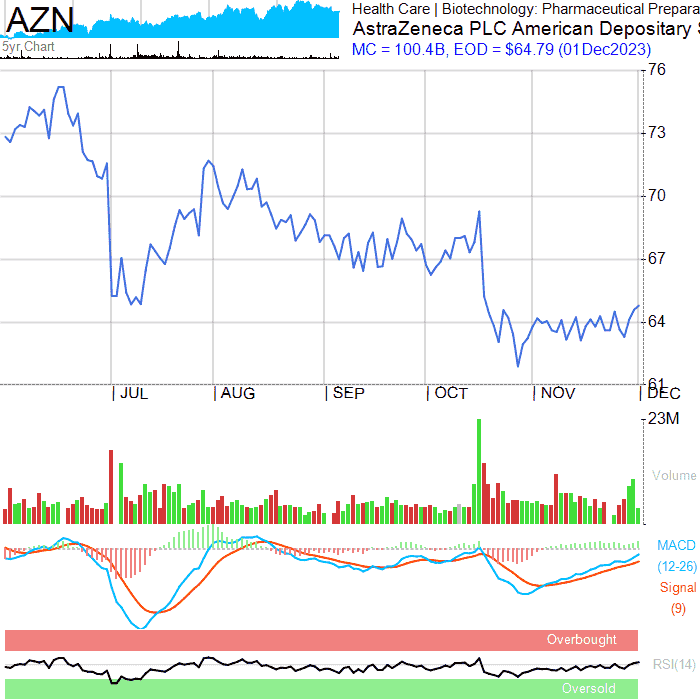 AZN
5yr Chart
Health Care | Biotechnology: Pharmaceutical Prepara
AstraZeneca PLC American Depositary S
MC = 100.4B, EOD = $64.79 (01Dec2023)
76
73
70
67
64
61
| JUL | AUG | SEP | OCT | NOV | DEC
23M
Volume
MACD
(12-26)
Signal
(9)
Overbought
RSI(14)
Oversold